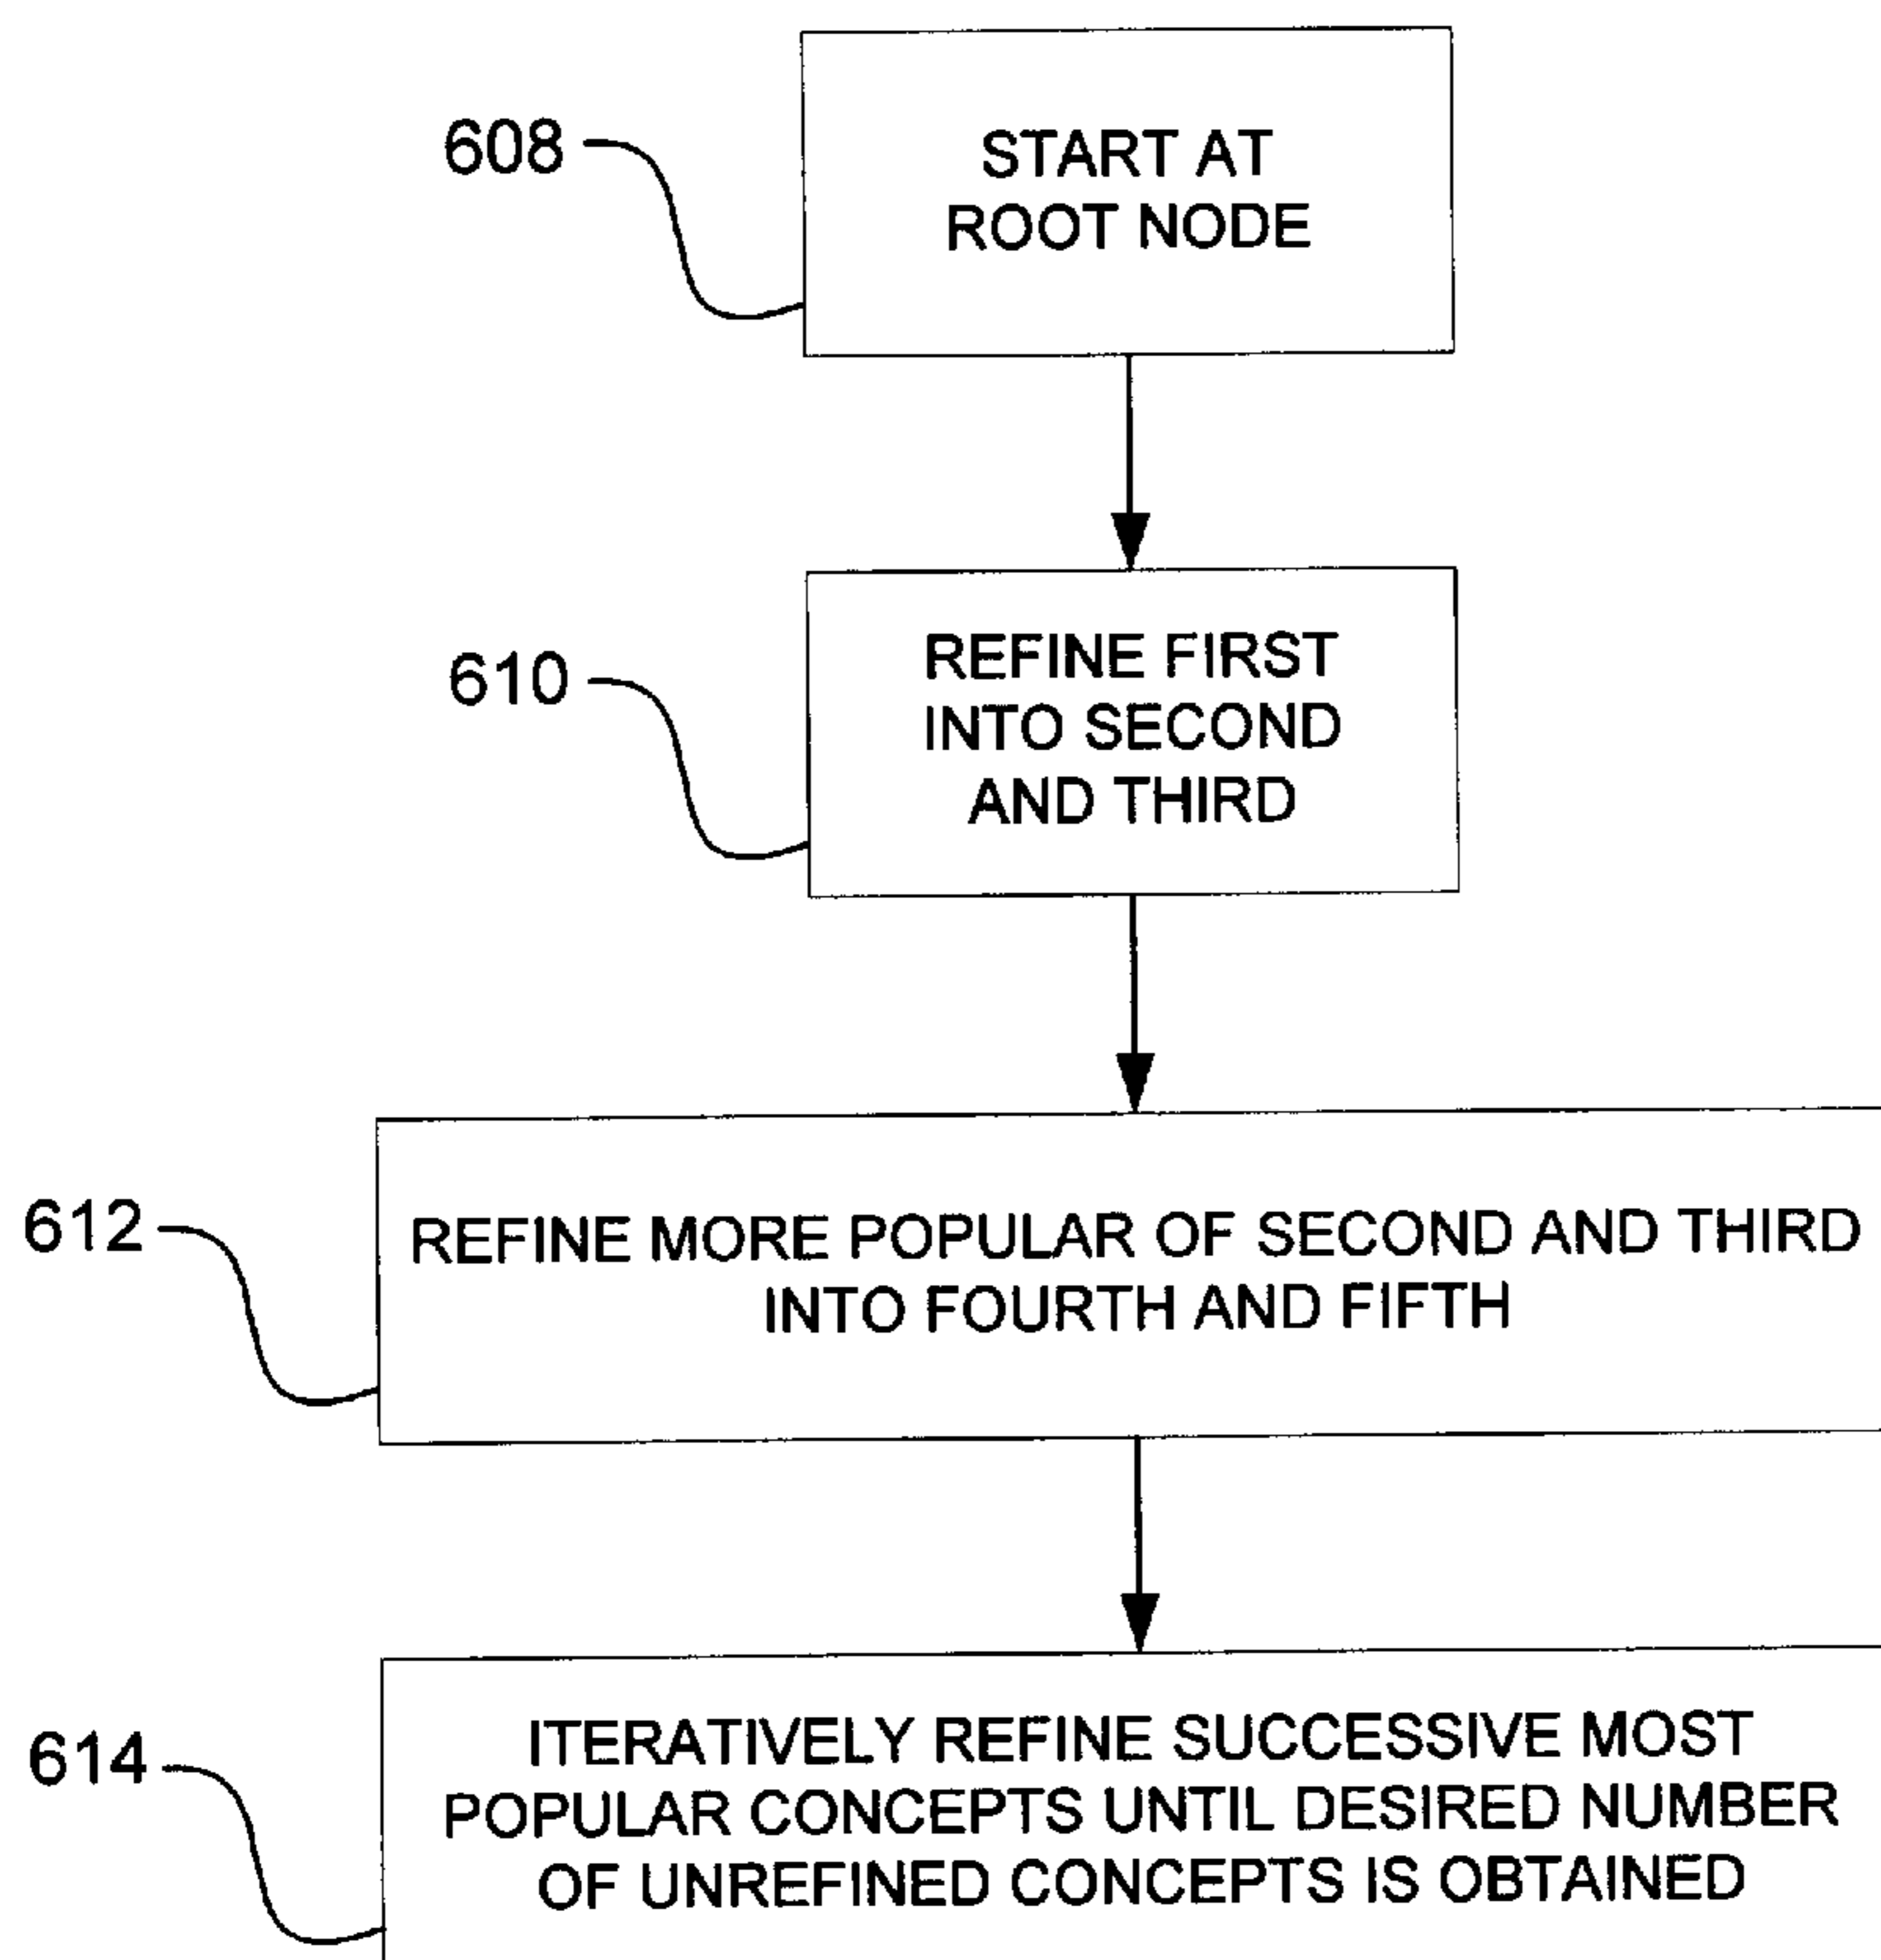 608
START AT
ROOT NODE
610
REFINE FIRST
INTO SECOND
AND THIRD
612
REFINE MORE POPULAR OF SECOND AND THIRD
INTO FOURTH AND FIFTH
614
ITERATIVELY REFINE SUCCESSIVE MOST
POPULAR CONCEPTS UNTIL DESIRED NUMBER
OF UNREFINED CONCEPTS IS OBTAINED